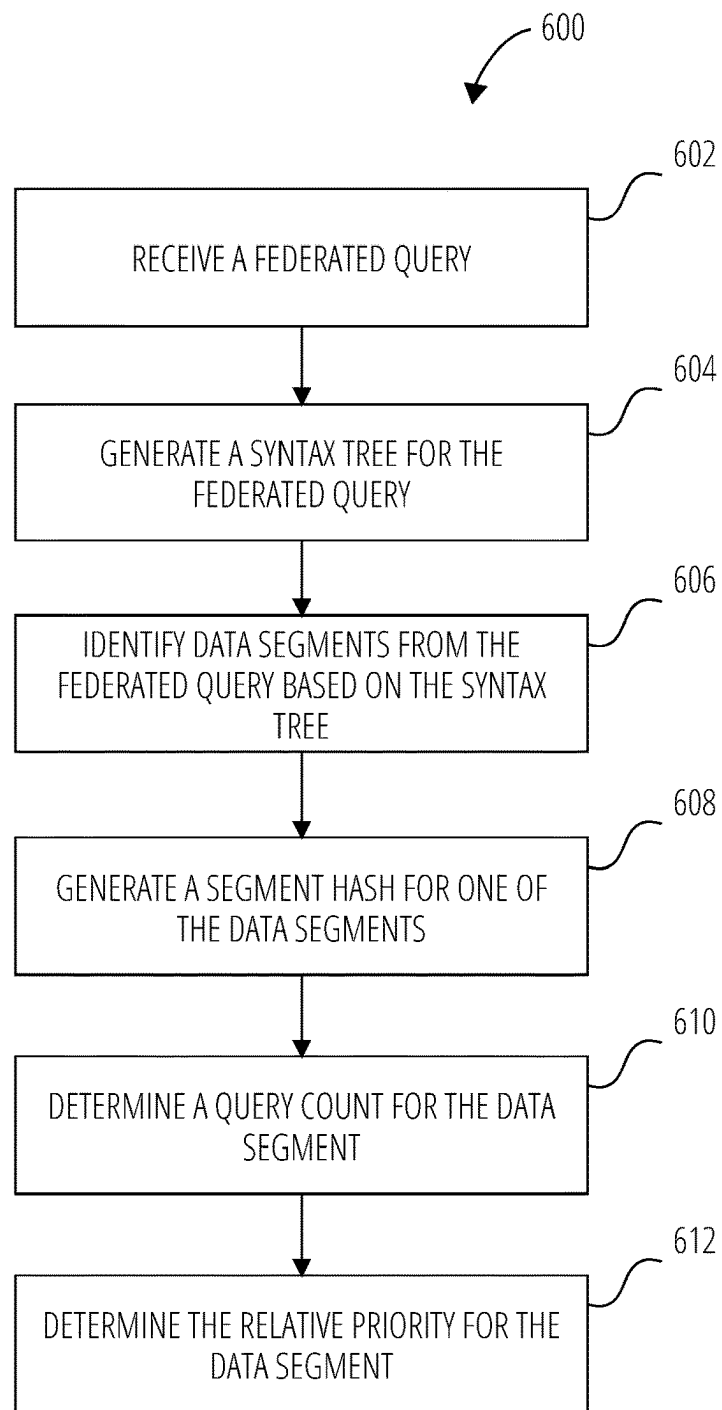 600
602
RECEIVE A FEDERATED QUERY
604
GENERATE A SYNTAX TREE FOR THE
FEDERATED QUERY
606
IDENTIFY DATA SEGMENTS FROM THE
FEDERATED QUERY BASED ON THE SYNTAX
TREE
608
GENERATE A SEGMENT HASH FOR ONE OF
THE DATA SEGMENTS
610
DETERMINE A QUERY COUNT FOR THE DATA
SEGMENT
612
DETERMINE THE RELATIVE PRIORITY FOR THE
DATA SEGMENT